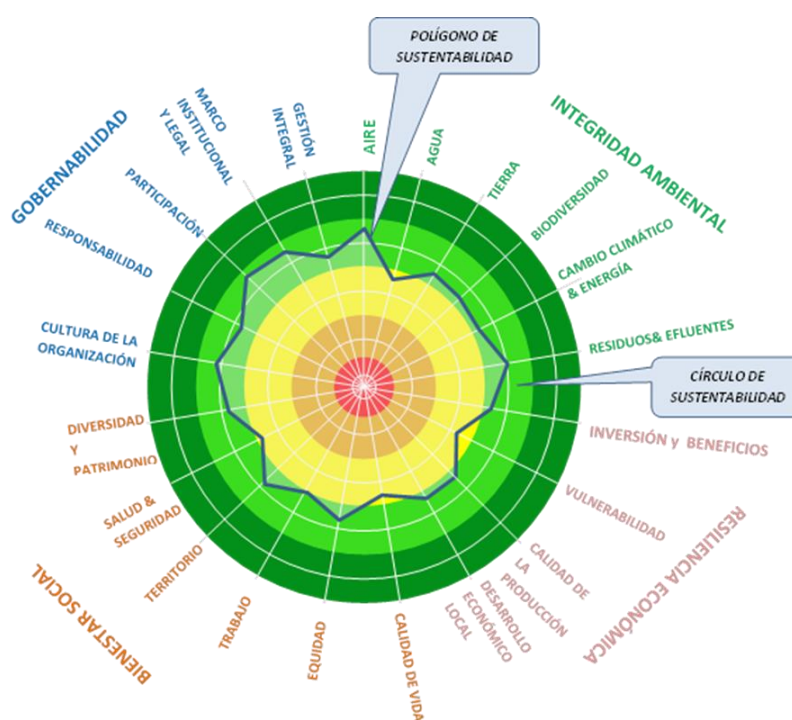 POLÍGONO DE
SUSTENTABILIDAD
GOBERNABILIDAD
MARCO
INSTITUCIONAL
Y LEGAL
GESTIÓN
INTEGRAL
AIRE
AGUA
TIERRA
BIODIVERSIDAD
INTEGRIDAD AMBIENTAL
CAMBIO CLIMÁTICO
& ENERGÍA
RESIDUOS& EFLUENTES
CÍRCULO DE
SUSTENTABILIDAD
INVERSIÓN y BENEFICIOS
VULNERABILIDAD
RESILIENCIA ECONÓMICA
CALIDAD DE
LA
PRODUCCIÓN
DESARROLLO
ECONÓMICO
LOCAL
CALIDAD DE VIDA
EQUIDAD
TRABAJO
TERRITORIO
BIENESTAR SOCIAL
SALUD &
SEGURIDAD
DIVERSIDAD
Y
PATRIMONIO
CULTURA DE LA
ORGANIZACIÓN
RESPONSABILIDAD
PARTICIPACIÓN